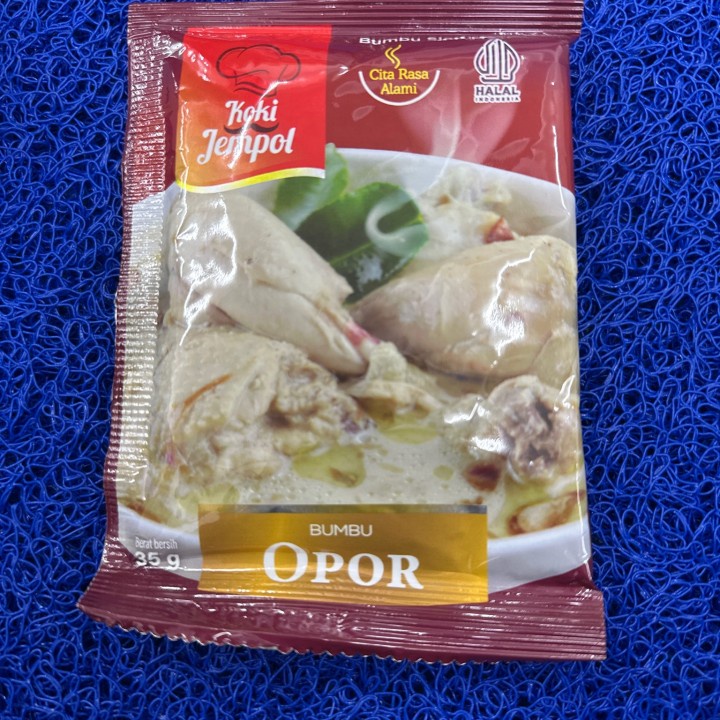 Bumbu
Koki
Jempol
Cita Rasa
Alami
HALAL
INDONESIA
Berat bersih
35 g
BUMBU
OPOR